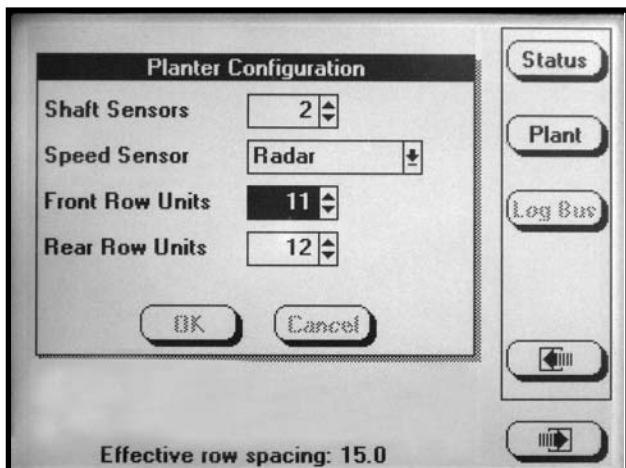 Planter Configuration
Shaft Sensors 2
Speed Sensor Radar
Front Row Units 11
Rear Row Units 12
OK Cancel
Effective row spacing: 15.0
Status
Plant
Log Bus